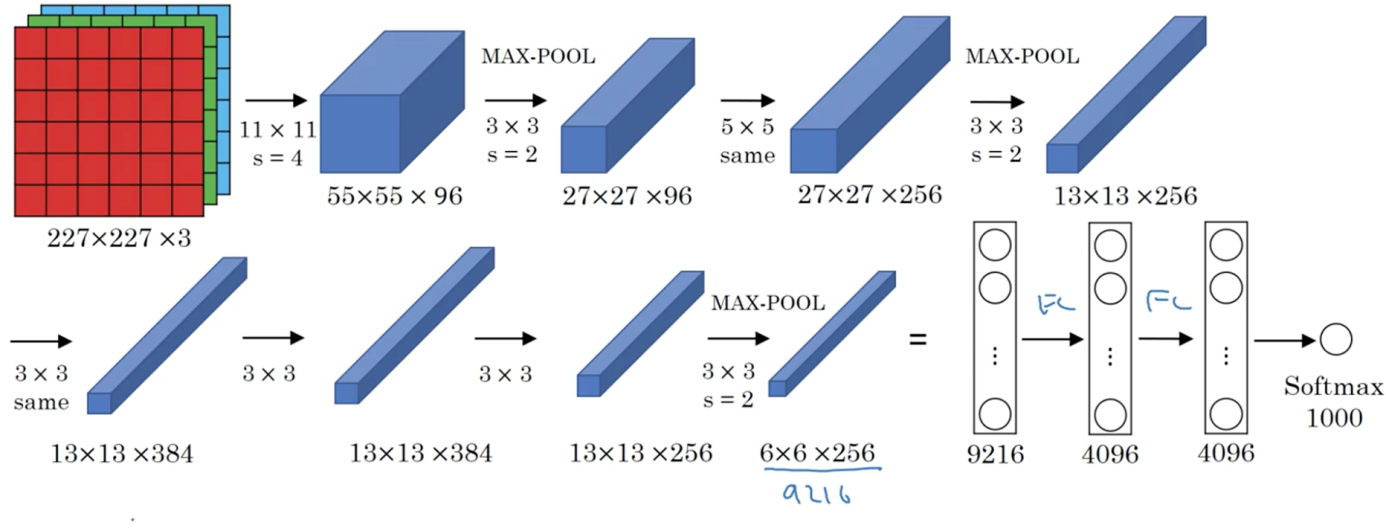 MAX-POOL
MAX-POOL
11 × 11
s = 4
3 × 3
s = 2
5 × 5
same
3 × 3
s = 2
227×227 ×3
55×55 × 96
27×27 ×96
27×27 ×256
13×13 ×256
MAX-POOL
FC
FC
3 × 3
same
3 × 3
3 × 3
3 × 3
s = 2
=
⋮
⋮
⋮
Softmax
1000
13×13 ×384
13×13 ×384
13×13 ×256
6×6 ×256
9216
9216
4096
4096